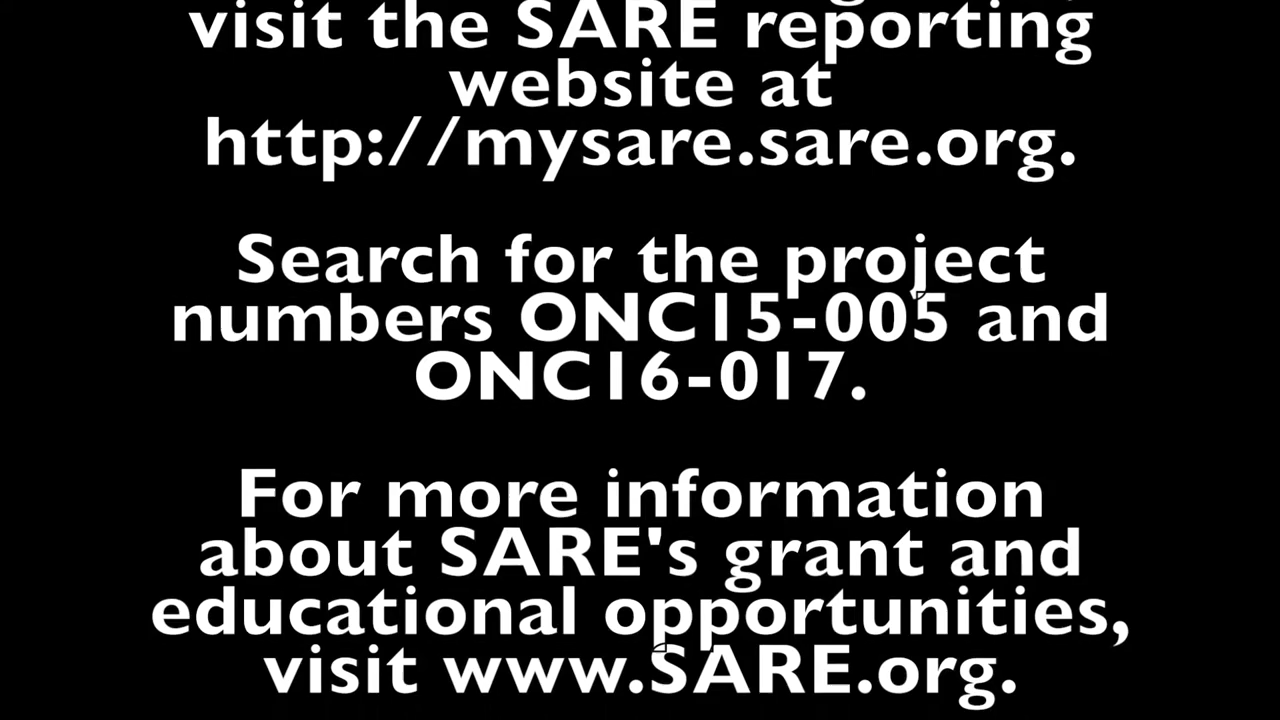 visit the SARE reporting
website at
http://mysare.sare.org.
Search for the project
numbers ONC15-005 and
ONC16-017.
For more information
about SARE's grant and
educational opportunities,
visit www.SARE.org.